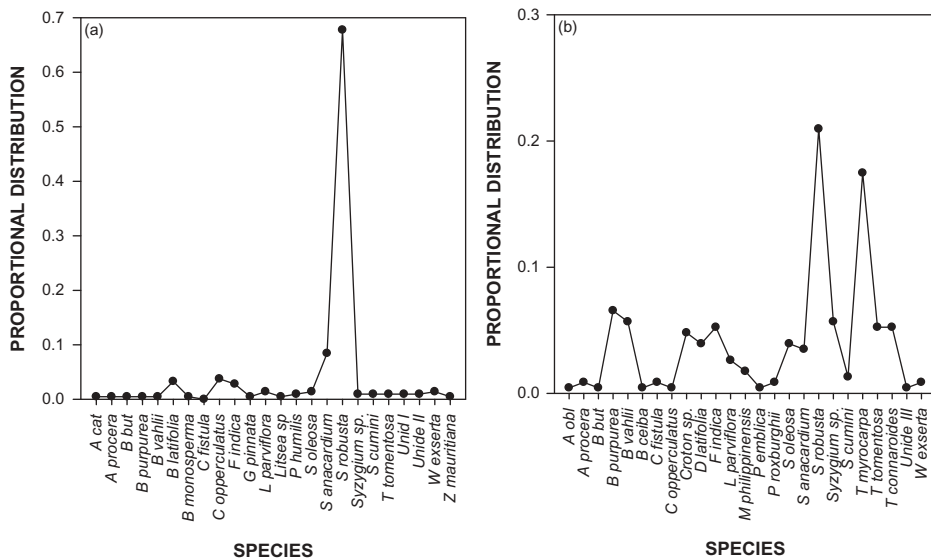 (a)
PROPORTIONAL DISTRIBUTION
0.7
0.6
0.5
0.4
0.3
0.2
0.1
0.0
A cat
A procera
B but
B purpurea
B vahlii
B latifolia
B monosperma
C fistula
C opperculatus
F indica
G pinnata
L parviflora
Litsea sp
P humilis
S oleosa
S anacardium
S robusta
Syzygium sp.
S cumini
T tomentosa
Unid I
Unide II
W exserta
Z mauritiana
SPECIES
(b)
PROPORTIONAL DISTRIBUTION
0.3
0.2
0.1
0.0
A obl
A procera
B but
B purpurea
B vahlii
B ceiba
C fistula
C opperculatus
Croton sp.
D latifolia
F indica
L parviflora
M philippinensis
P emblica
P roxburghii
S oleosa
S anacardium
S robusta
Syzygium sp.
S cumini
T myrocarpa
T tomentosa
T connaroides
Unide III
W exserta
SPECIES